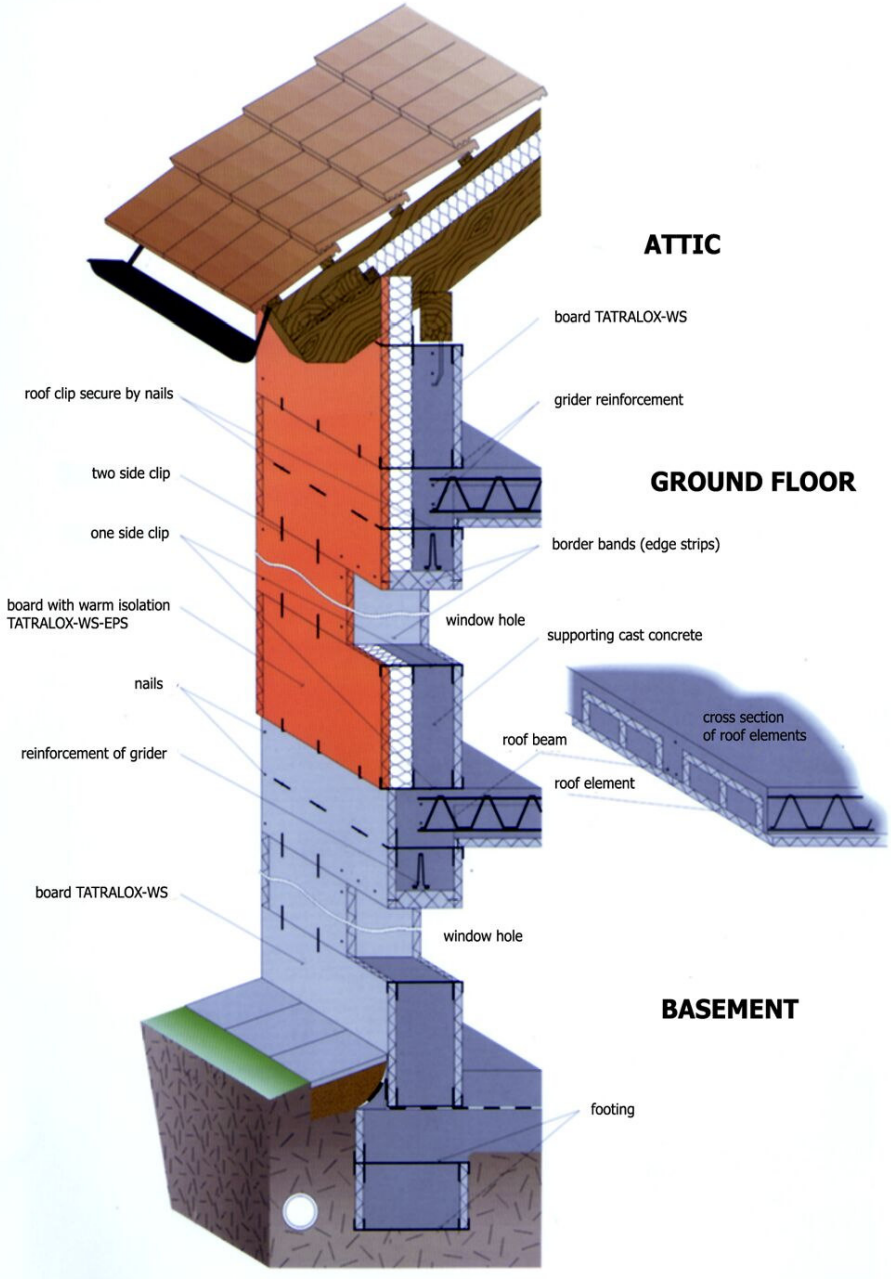 ATTIC
board TATRALOX-WS
roof clip secure by nails
grider reinforcement
two side clip
GROUND FLOOR
one side clip
border bands (edge strips)
board with warm isolation
TATRALOX-WS-EPS
window hole
supporting cast concrete
nails
cross section
of roof elements
roof beam
reinforcement of grider
roof element
board TATRALOX-WS
window hole
BASEMENT
footing